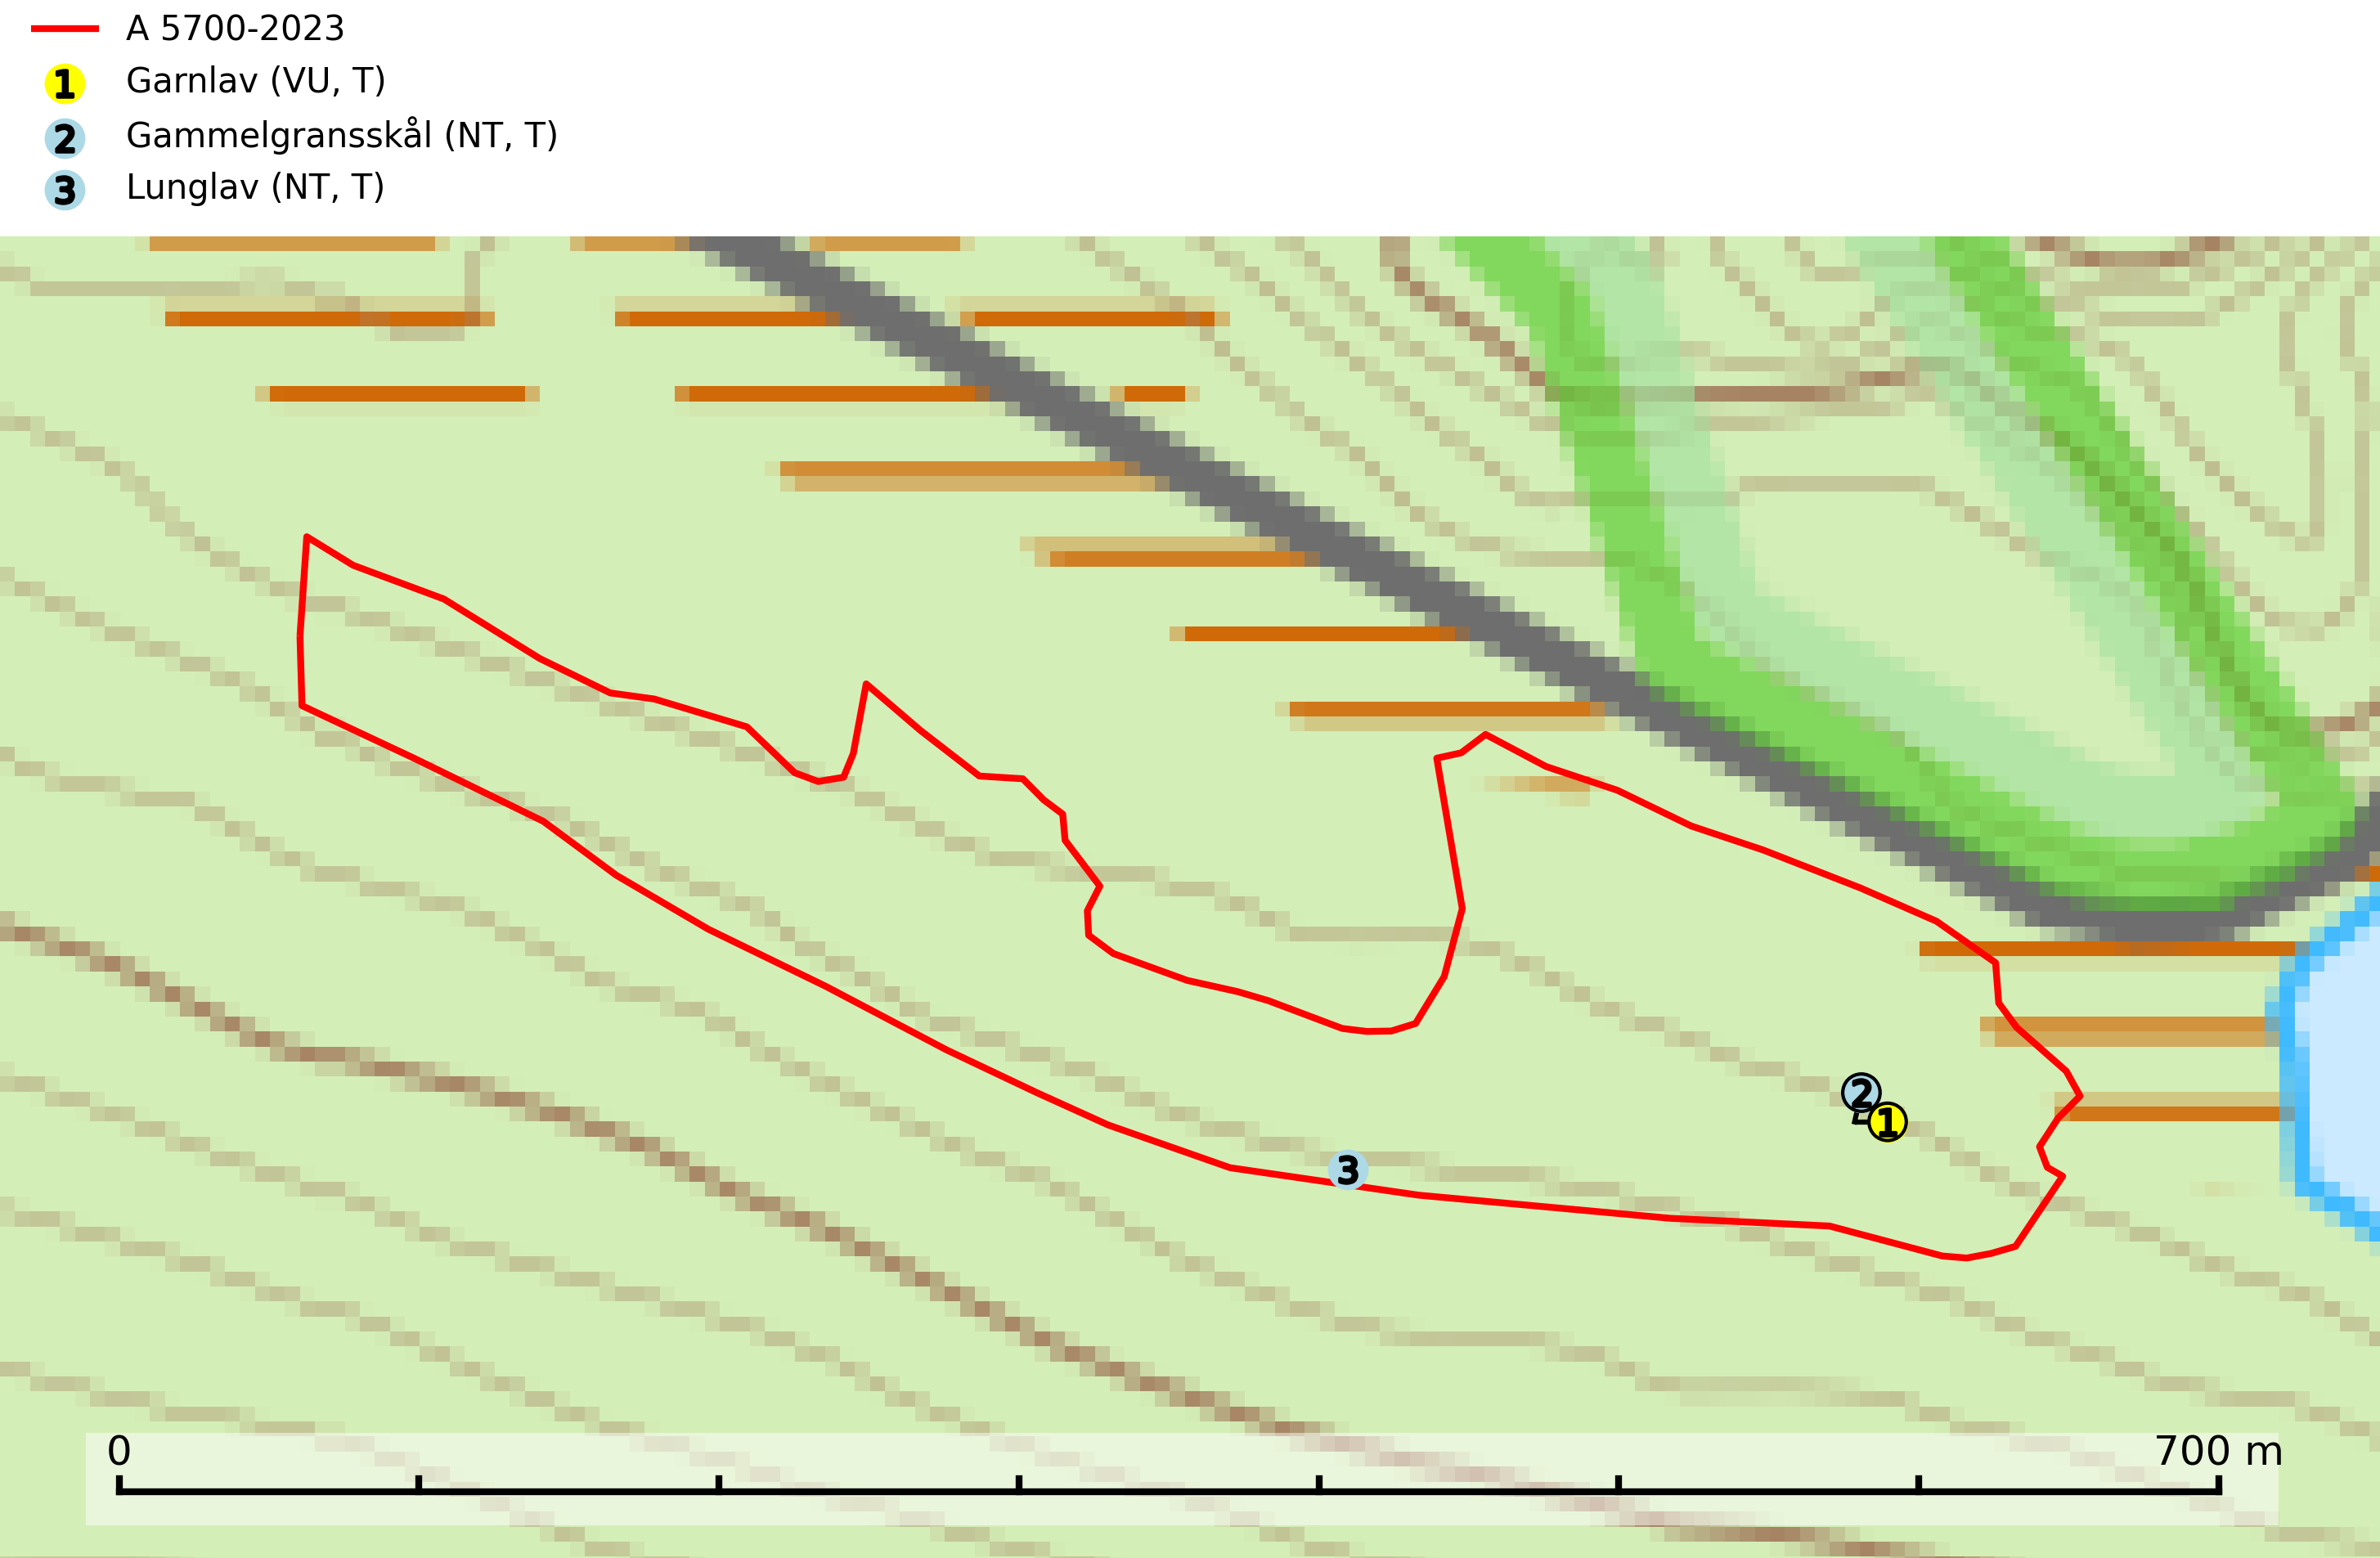 A 5700-2023
1 Garnlav (VU, T)
2 Gammelgransskål (NT, T)
3 Lunglav (NT, T)
2
1
3
0 700 m